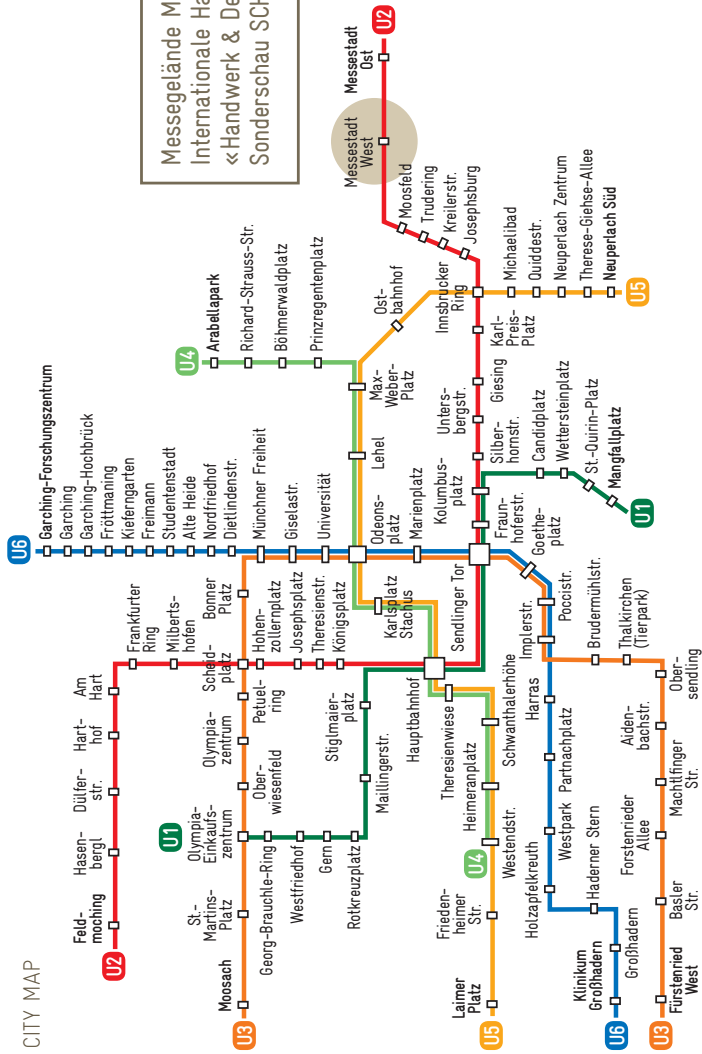 CITY MAP
Messegelände M
Internationale Ha
«Handwerk & De
Sonderschau SCH
U2
Feld-
moching
Hasen-
bergl
Dülfer-
str.
Hart-
hof
Am
Hart
Frankfurter
Ring
Milberts-
hofen
Scheid-
platz
Hohen-
zollernplatz
Josephsplatz
Theresienstr.
Königsplatz
Hauptbahnhof
Sendlinger Tor
Fraun-
hoferstr.
Kolumbus-
platz
Silber-
hornstr.
Unters-
bergstr.
Giesing
Karl-
Preis-
Platz
Innsbrucker
Ring
Josephsburg
Kreilerstr.
Trudering
Moosfeld
Messestadt
West
Messestadt
Ost
U2
U3
Moosach
St.-
Martins-
Platz
Olympia-
Einkaufs-
zentrum
Ober-
wiesenfeld
Olympia-
zentrum
Petuel-
ring
Bonner
Platz
U1
Georg-Brauchle-Ring
Westfriedhof
Gern
Rotkreuzplatz
Maillingerstr.
Stiglmaier-
platz
U6
Garching-Forschungszentrum
Garching
Garching-Hochbrück
Fröttmaning
Kieferngarten
Freimann
Studentenstadt
Alte Heide
Nordfriedhof
Dietlindenstr.
Münchner Freiheit
Giselastr.
Universität
Odeons-
platz
Marienplatz
U4
Arabellapark
Richard-Strauss-Str.
Böhmerwaldplatz
Prinzregentenplatz
Max-
Weber-
Platz
Lehel
Karlsplatz
Stachus
Theresienwiese
Schwanthalerhöhe
Heimeranplatz
Westendstr.
U4
Frieden-
heimer
Str.
Laimer
Platz
U5
Ost-
bahnhof
Michaelibad
Quiddestr.
Neuperlach Zentrum
Therese-Giehse-Allee
Neuperlach Süd
U5
Candidplatz
Wettersteinplatz
St.-Quirin-Platz
Mangfallplatz
U1
Goethe-
platz
Poccistr.
Implerstr.
Harras
Partnachplatz
Westpark
Holzapfelkreuth
Haderner Stern
Großhadern
Klinikum
Großhadern
U6
Brudermühlstr.
Thalkirchen
(Tierpark)
Ober-
sendling
Aiden-
bachstr.
Machtlfinger
Str.
Forstenrieder
Allee
Basler
Str.
Fürstenried
West
U3